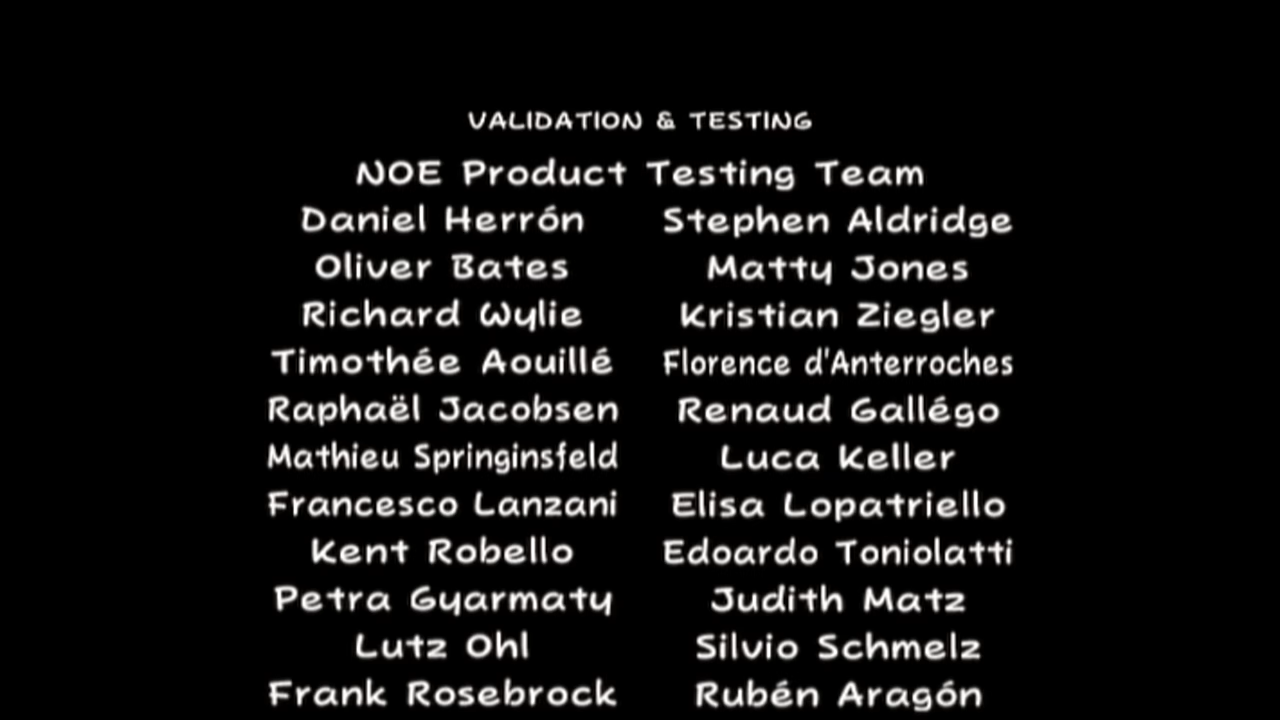 VALIDATION & TESTING
NOE Product Testing Team
Daniel Herrón Stephen Aldridge
Oliver Bates Matty Jones
Richard Wylie Kristian Ziegler
Timothée Aouillé Florence d'Anterroches
Raphaël Jacobsen Renaud Gallégo
Mathieu Springinsfeld Luca Keller
Francesco Lanzani Elisa Lopatriello
Kent Robello Edoardo Toniolatti
Petra Gyarmaty Judith Matz
Lutz Ohl Silvio Schmelz
Frank Rosebrock Rubén Aragón